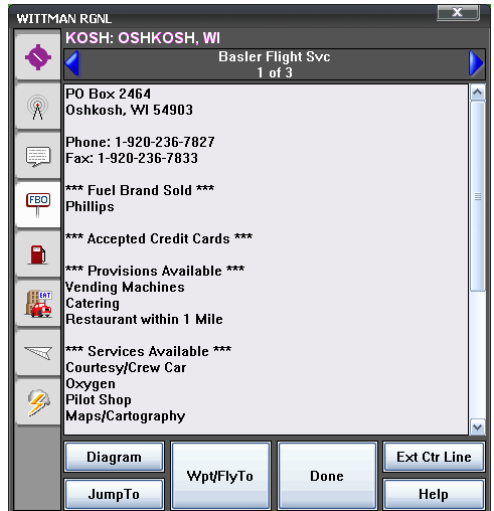 WITTMAN RGNL
X
KOSH: OSHKOSH, WI
Basler Flight Svc
1 of 3
PO Box 2464
Oshkosh, WI 54903
Phone: 1-920-236-7827
Fax: 1-920-236-7833
*** Fuel Brand Sold ***
Phillips
*** Accepted Credit Cards ***
*** Provisions Available ***
Vending Machines
Catering
Restaurant within 1 Mile
*** Services Available ***
Courtesy/Crew Car
Oxygen
Pilot Shop
Maps/Cartography
FBO
EAT
Diagram
Wpt/FlyTo
Done
Ext Ctr Line
JumpTo
Help